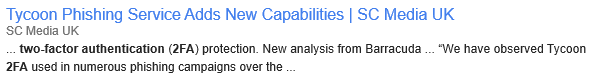 Tycoon Phishing Service Adds New Capabilities | SC Media UK
SC Media UK
... two-factor authentication (2FA) protection. New analysis from Barracuda ... “We have observed Tycoon
2FA used in numerous phishing campaigns over the ...